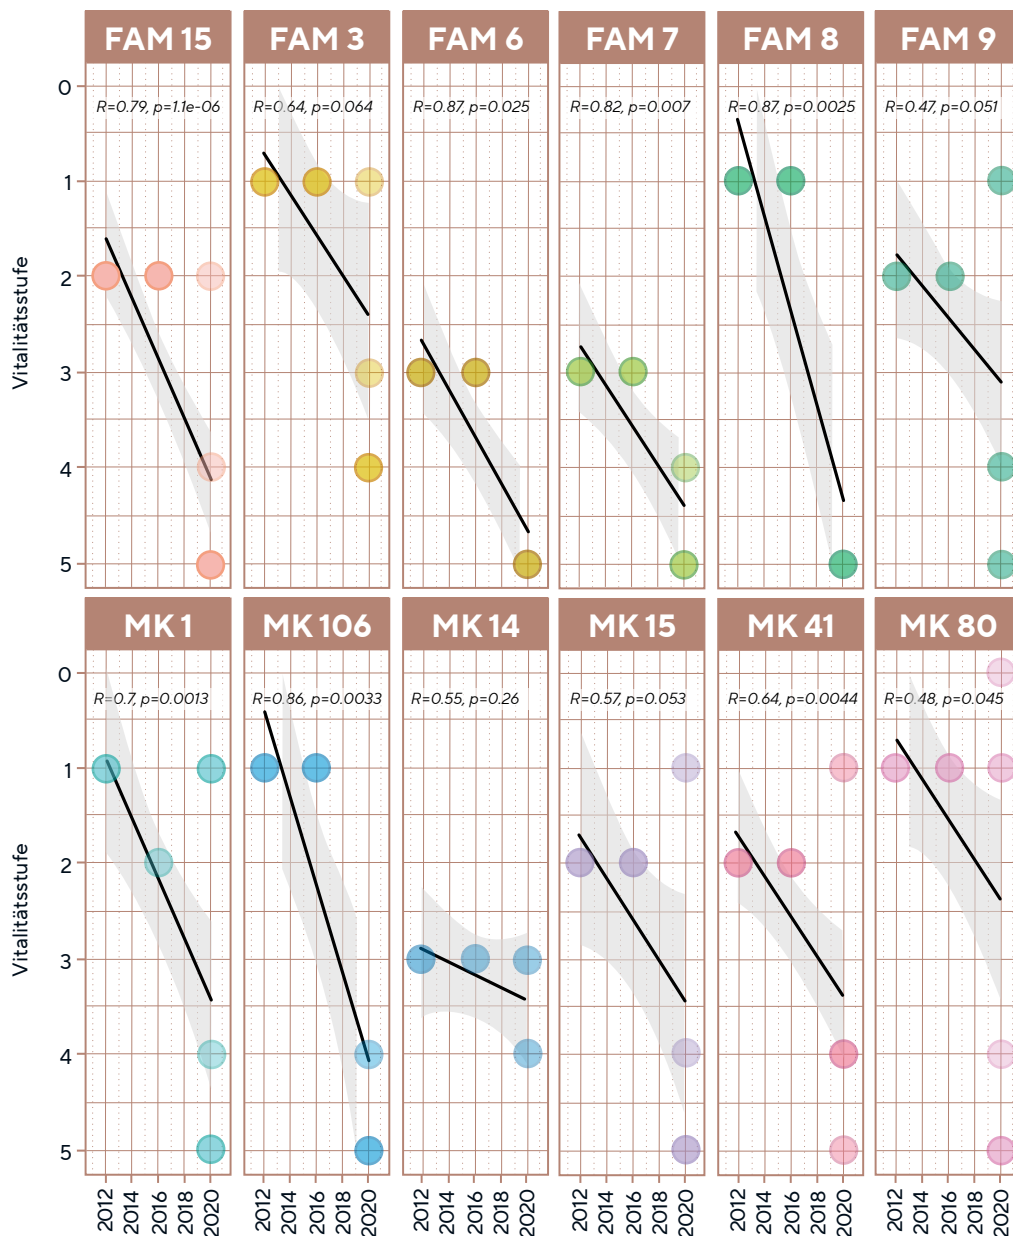 FAM 15 FAM 3 FAM 6 FAM 7 FAM 8 FAM 9
0
R=0.79, p=1.1e-06 R=0.64, p=0.064 R=0.87, p=0.025 R=0.82, p=0.007 R=0.87, p=0.0025 R=0.47, p=0.051
1
2
Vitalitätsstufe
3
4
5
MK 1 MK 106 MK 14 MK 15 MK 41 MK 80
0
R=0.7, p=0.0013 R=0.86, p=0.0033 R=0.55, p=0.26 R=0.57, p=0.053 R=0.64, p=0.0044 R=0.48, p=0.045
1
2
Vitalitätsstufe
3
4
5
2012 2014 2016 2018 2020 2012 2014 2016 2018 2020 2012 2014 2016 2018 2020 2012 2014 2016 2018 2020 2012 2014 2016 2018 2020 2012 2014 2016 2018 2020